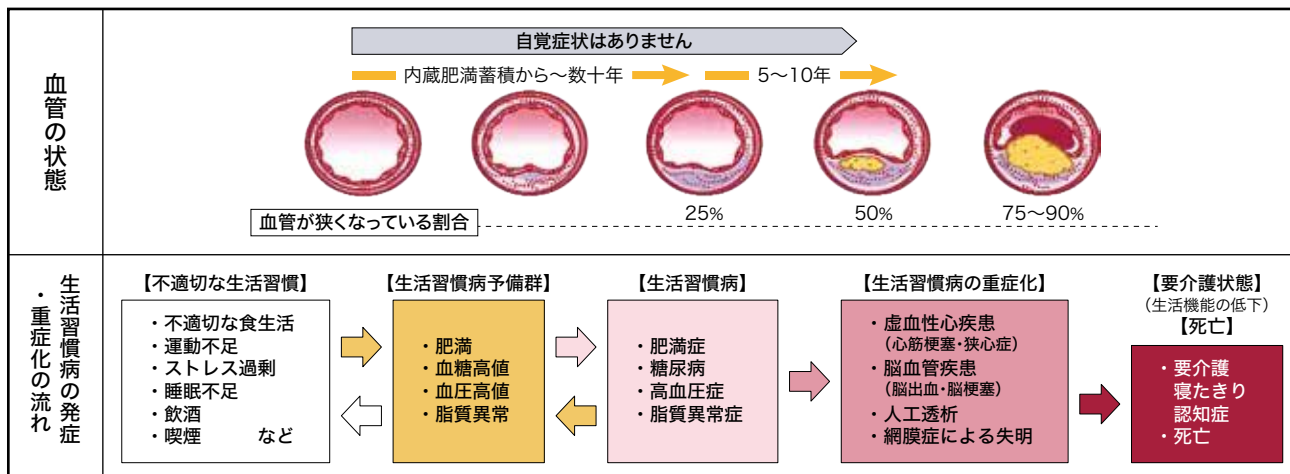 血管の状態
自覚症状はありません
内蔵肥満蓄積から～数十年
5～10年
血管が狭くなっている割合
25%
50%
75～90%
生活習慣病の発症
・重症化の流れ
【不適切な生活習慣】
・不適切な食生活
・運動不足
・ストレス過剰
・睡眠不足
・飲酒
・喫煙 など
【生活習慣病予備群】
・肥満
・血糖高値
・血圧高値
・脂質異常
【生活習慣病】
・肥満症
・糖尿病
・高血圧症
・脂質異常症
【生活習慣病の重症化】
・虚血性心疾患
(心筋梗塞・狭心症)
・脳血管疾患
(脳出血・脳梗塞)
・人工透析
・網膜症による失明
【要介護状態】
(生活機能の低下)
【死亡】
・要介護
寝たきり
認知症
・死亡